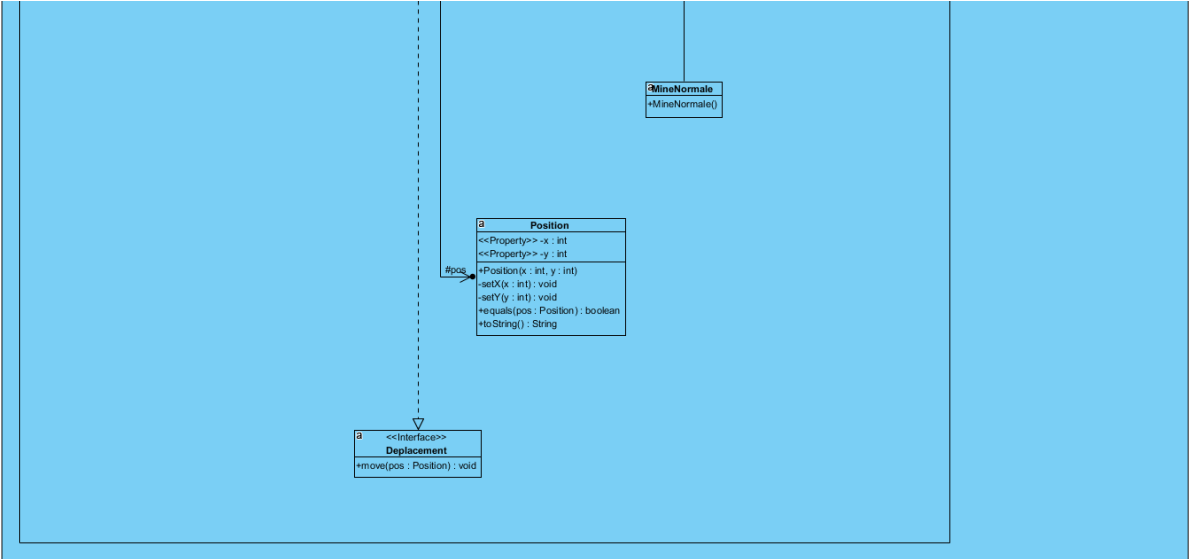 a
MineNormale
+MineNormale()
a
Position
<<Property>> -x : int
<<Property>> -y : int
#pos
+Position(x : int, y : int)
-setX(x : int) : void
-setY(y : int) : void
+equals(pos : Position) : boolean
+toString() : String
a
<<Interface>>
Deplacement
+move(pos : Position) : void